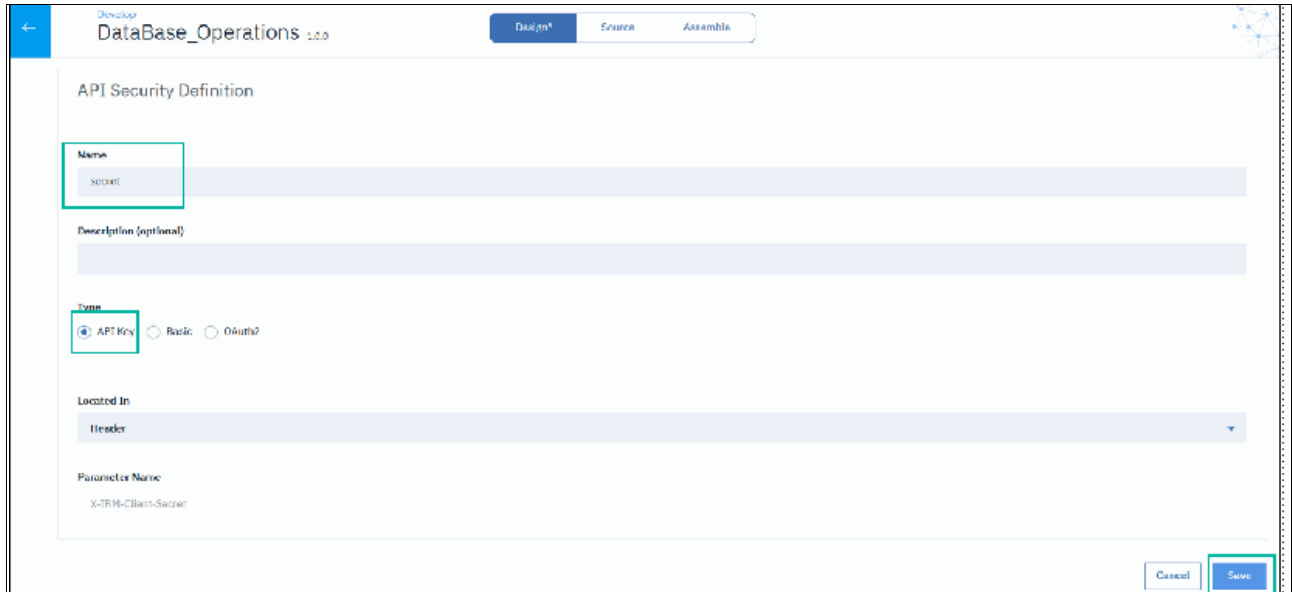 Develop
DataBase_Operations 1.0.0
Design* Source Assemble
API Security Definition
Name
secret
Description (optional)
Type
API Key Basic OAuth2
Located In
Header
Parameter Name
X-IBM-Client-Secret
Cancel Save